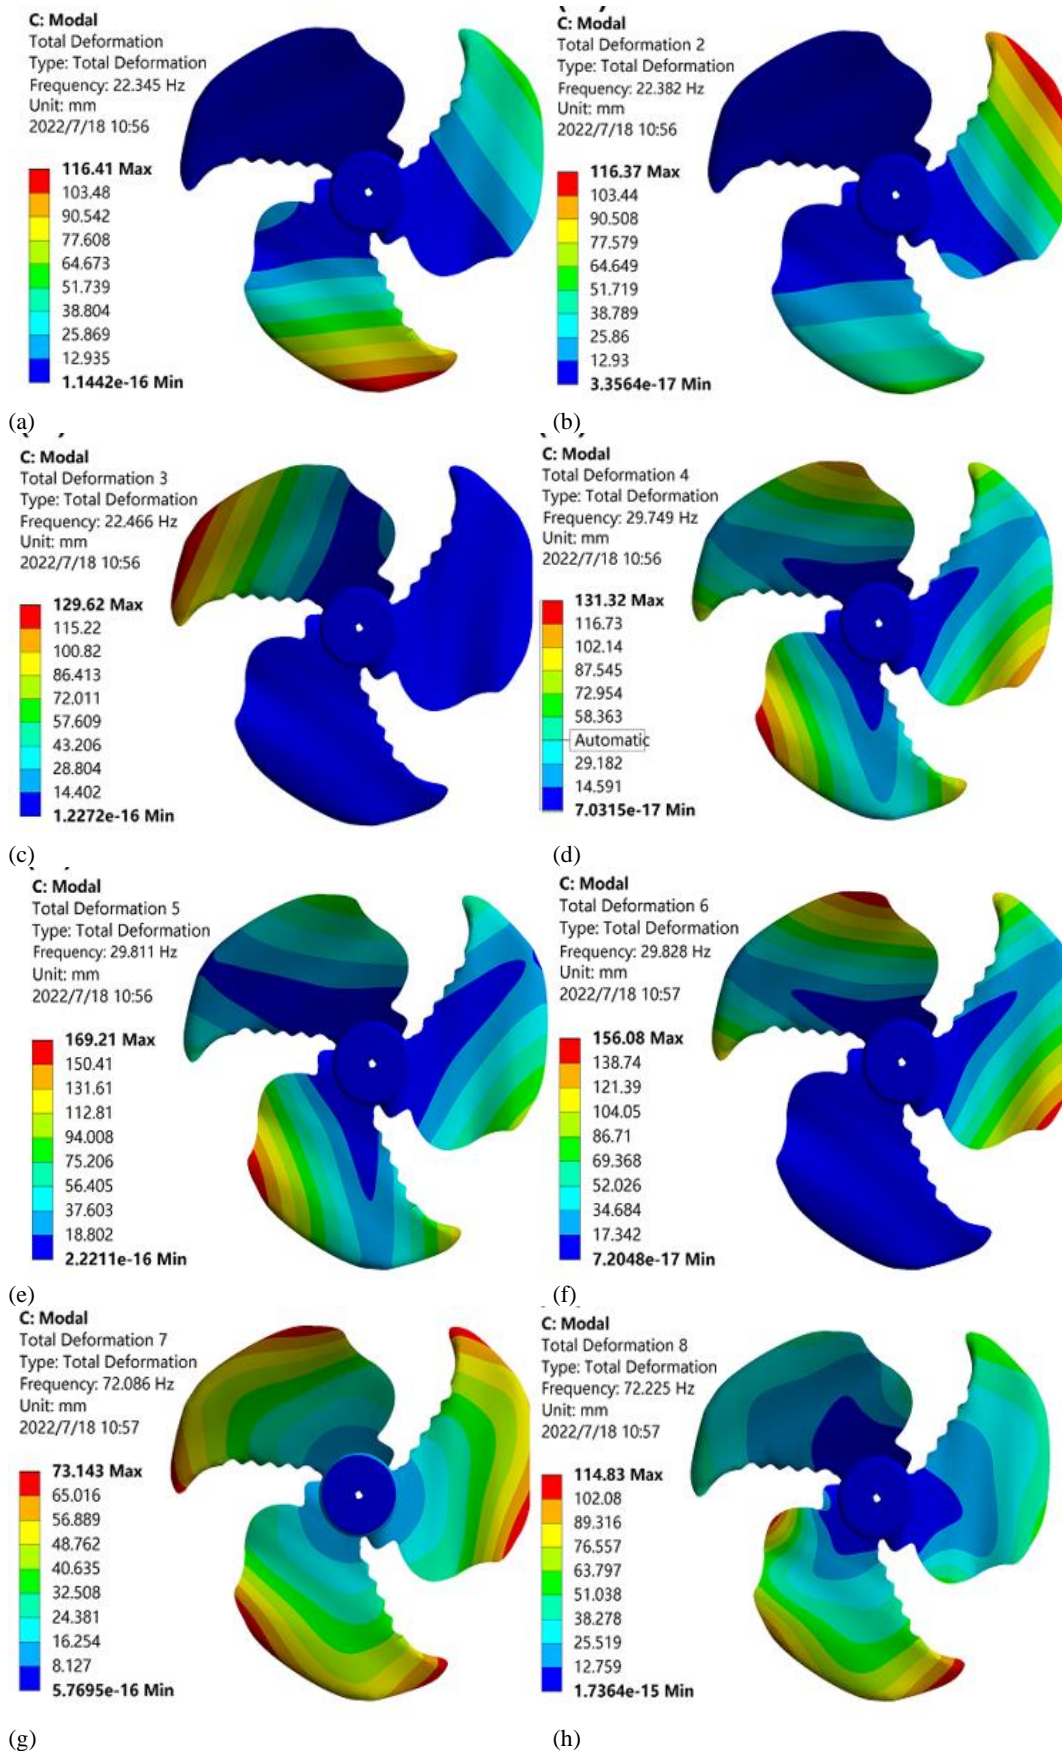 C: Modal
Total Deformation
Type: Total Deformation
Frequency: 22.345 Hz
Unit: mm
2022/7/18 10:56
116.41 Max
103.48
90.542
77.608
64.673
51.739
38.804
25.869
12.935
1.1442e-16 Min
(a)
C: Modal
Total Deformation 2
Type: Total Deformation
Frequency: 22.382 Hz
Unit: mm
2022/7/18 10:56
116.37 Max
103.44
90.508
77.579
64.649
51.719
38.789
25.86
12.93
3.3564e-17 Min
(b)
C: Modal
Total Deformation 3
Type: Total Deformation
Frequency: 22.466 Hz
Unit: mm
2022/7/18 10:56
129.62 Max
115.22
100.82
86.413
72.011
57.609
43.206
28.804
14.402
1.2272e-16 Min
(c)
C: Modal
Total Deformation 4
Type: Total Deformation
Frequency: 29.749 Hz
Unit: mm
2022/7/18 10:56
131.32 Max
116.73
102.14
87.545
72.954
58.363
Automatic
29.182
14.591
7.0315e-17 Min
(d)
C: Modal
Total Deformation 5
Type: Total Deformation
Frequency: 29.811 Hz
Unit: mm
2022/7/18 10:56
169.21 Max
150.41
131.61
112.81
94.008
75.206
56.405
37.603
18.802
2.2211e-16 Min
(e)
C: Modal
Total Deformation 6
Type: Total Deformation
Frequency: 29.828 Hz
Unit: mm
2022/7/18 10:57
156.08 Max
138.74
121.39
104.05
86.71
69.368
52.026
34.684
17.342
7.2048e-17 Min
(f)
C: Modal
Total Deformation 7
Type: Total Deformation
Frequency: 72.086 Hz
Unit: mm
2022/7/18 10:57
73.143 Max
65.016
56.889
48.762
40.635
32.508
24.381
16.254
8.127
5.7695e-16 Min
(g)
C: Modal
Total Deformation 8
Type: Total Deformation
Frequency: 72.225 Hz
Unit: mm
2022/7/18 10:57
114.83 Max
102.08
89.316
76.557
63.797
51.038
38.278
25.519
12.759
1.7364e-15 Min
(h)